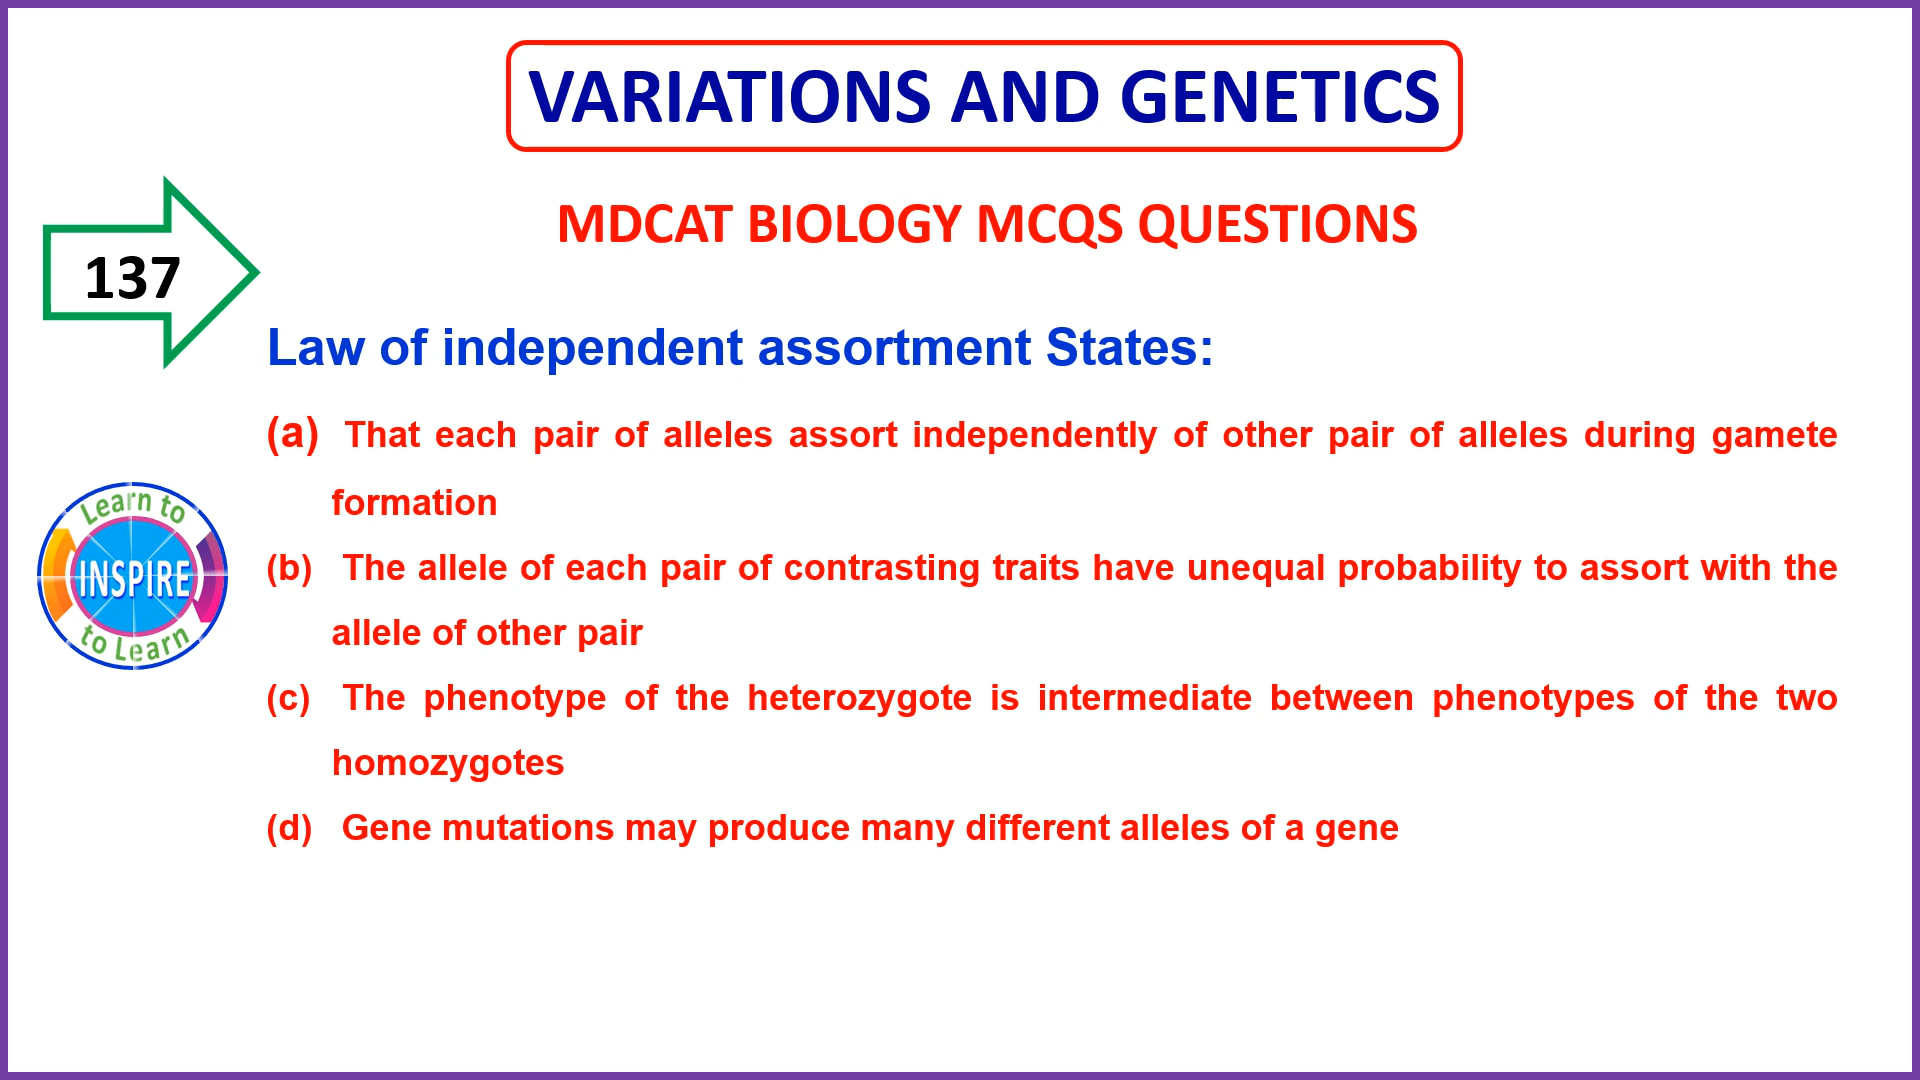 VARIATIONS AND GENETICS
MDCAT BIOLOGY MCQS QUESTIONS
137
Law of independent assortment States:
(a) That each pair of alleles assort independently of other pair of alleles during gamete
formation
(b) The allele of each pair of contrasting traits have unequal probability to assort with the
allele of other pair
(c) The phenotype of the heterozygote is intermediate between phenotypes of the two
homozygotes
(d) Gene mutations may produce many different alleles of a gene
Learn to
INSPIRE
to Learn